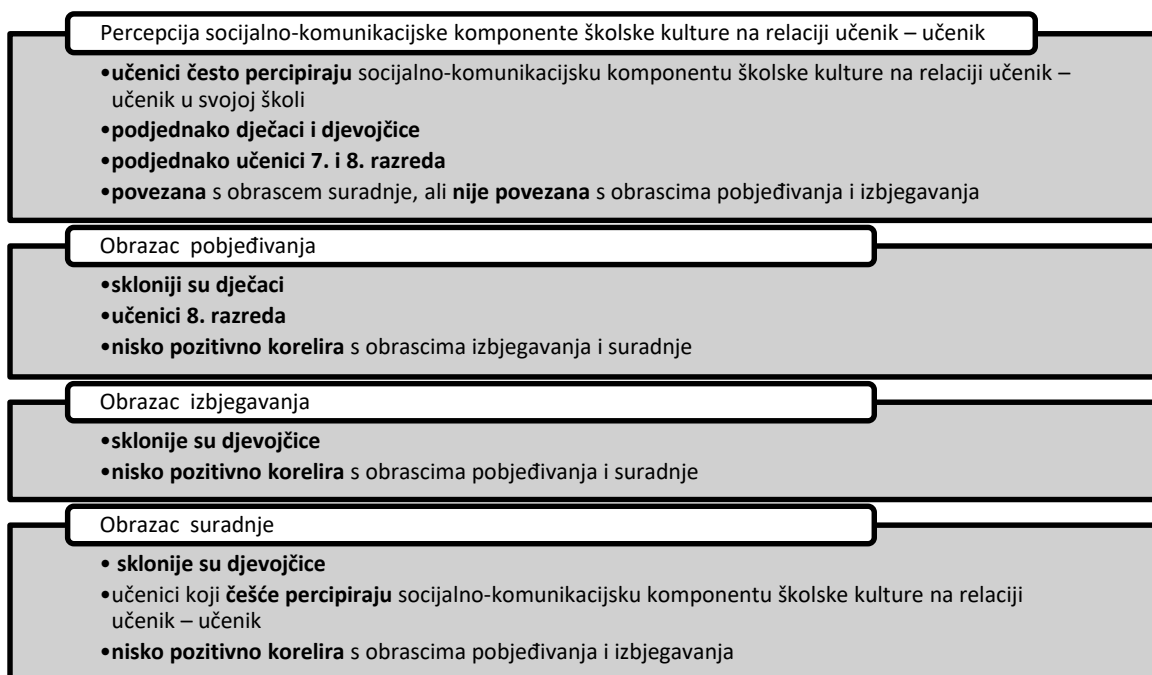 Percepcija socijalno-komunikacijske komponente školske kulture na relaciji učenik – učenik
•učenici često percipiraju socijalno-komunikacijsku komponentu školske kulture na relaciji učenik –
učenik u svojoj školi
•podjednako dječaci i djevojčice
•podjednako učenici 7. i 8. razreda
•povezana s obrascem suradnje, ali nije povezana s obrascima pobjeđivanja i izbjegavanja
Obrazac pobjeđivanja
•skloniji su dječaci
•učenici 8. razreda
•nisko pozitivno korelira s obrascima izbjegavanja i suradnje
Obrazac izbjegavanja
•sklonije su djevojčice
•nisko pozitivno korelira s obrascima pobjeđivanja i suradnje
Obrazac suradnje
• sklonije su djevojčice
•učenici koji češće percipiraju socijalno-komunikacijsku komponentu školske kulture na relaciji
učenik – učenik
•nisko pozitivno korelira s obrascima pobjeđivanja i izbjegavanja